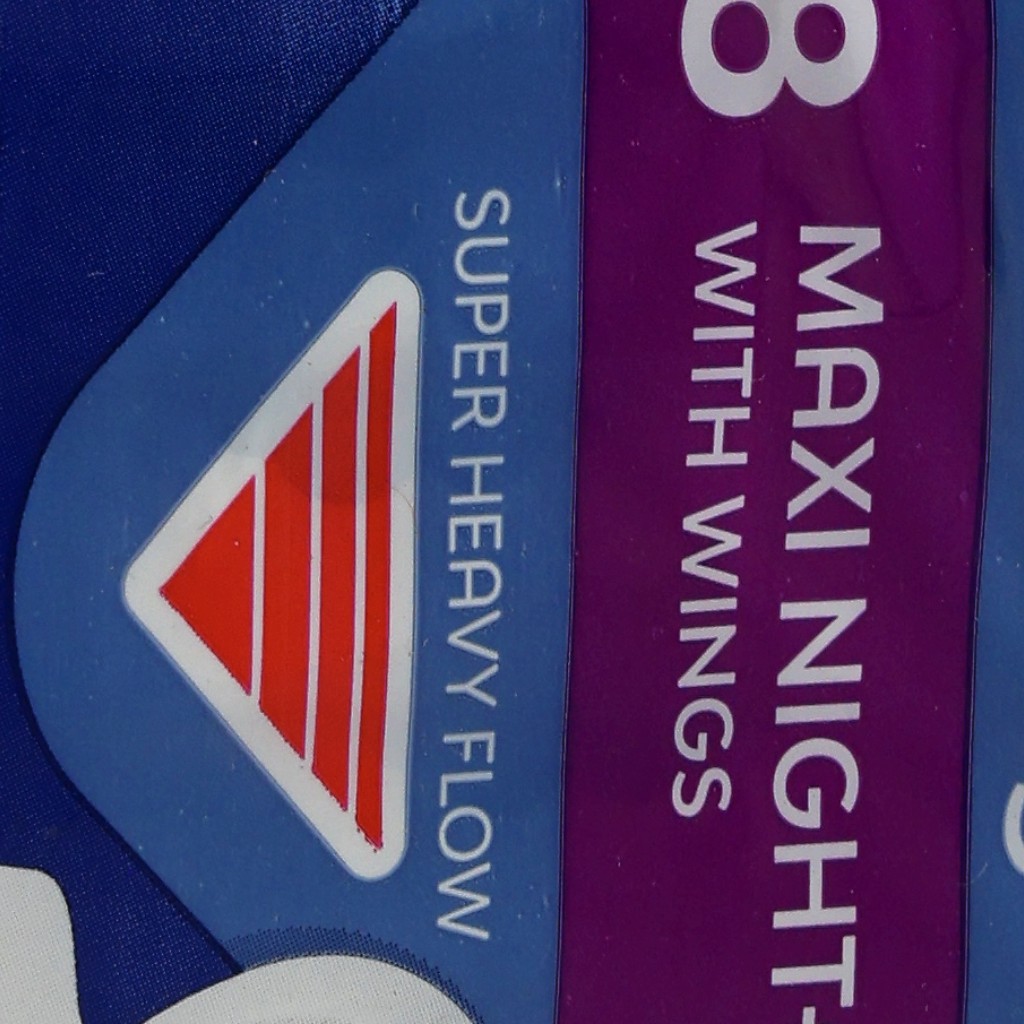 8
MAXI NIGHT-
WITH WINGS
SUPER HEAVY FLOW